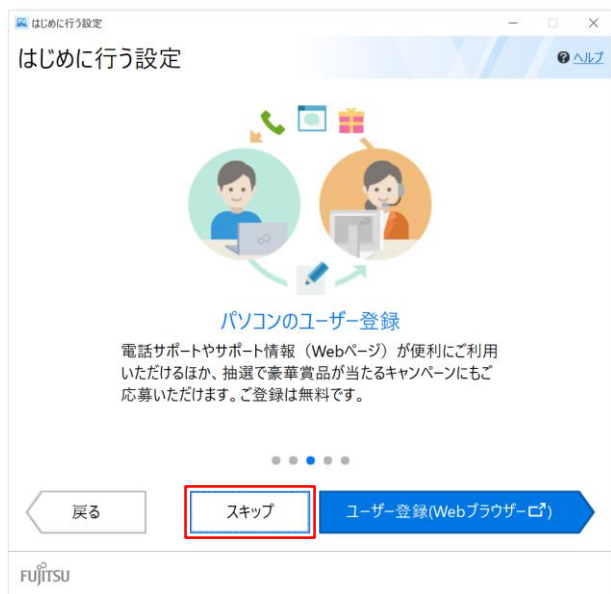 はじめに行う設定
はじめに行う設定
ヘルプ
パソコンのユーザー登録
電話サポートやサポート情報（Webページ）が便利にご利用
いただけるほか、抽選で豪華賞品が当たるキャンペーンにもご
応募いただけます。ご登録は無料です。
戻る
スキップ
ユーザー登録(Webブラウザー)
FUJITSU